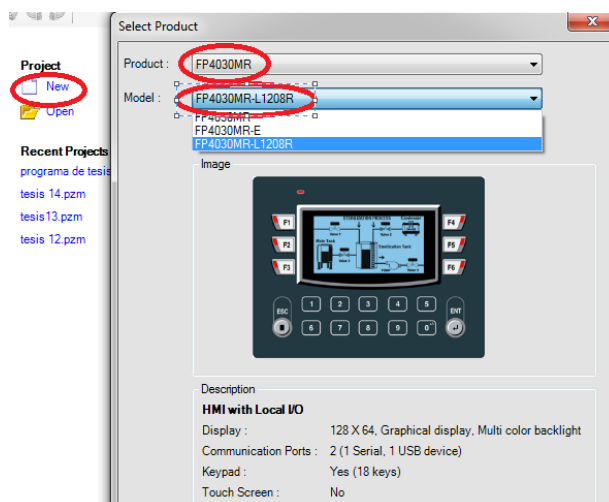 Select Product
Project
New
Open
Recent Projects
programa de tesis
tesis 14.pzm
tesis13.pzm
tesis 12.pzm
Product :
FP4030MR
Model :
FP4030MR-L1208R
FP4030MR
FP4030MR-E
FP4030MR-L1208R
Image
STERILIZATION PROCESS
F1
F2
F3
F4
F5
F6
ESC
1 2 3 4 5
ENT
6 7 8 9 0
Description
HMI with Local I/O
Display : 128 X 64, Graphical display, Multi color backlight
Communication Ports : 2 (1 Serial, 1 USB device)
Keypad : Yes (18 keys)
Touch Screen : No